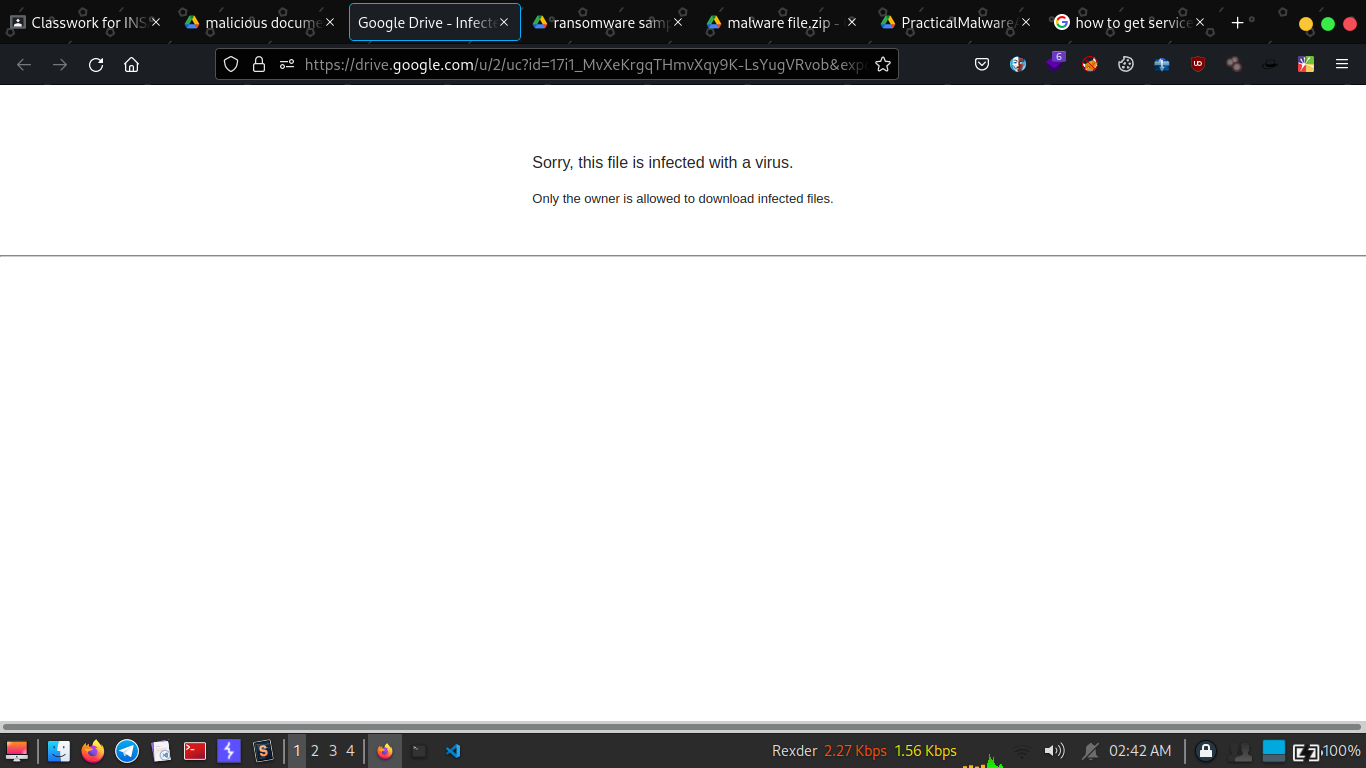 Classwork for INS
malicious docume
Google Drive - Infecte
ransomware samp
malware file.zip -
PracticalMalware
how to get service
https://drive.google.com/u/2/uc?id=17i1_MvXeKrgqTHmvXqy9K-LsYugVRvob&exp
6
Sorry, this file is infected with a virus.
Only the owner is allowed to download infected files.
1 2 3 4
Rexder 2.27 Kbps 1.56 Kbps
02:42 AM
100%